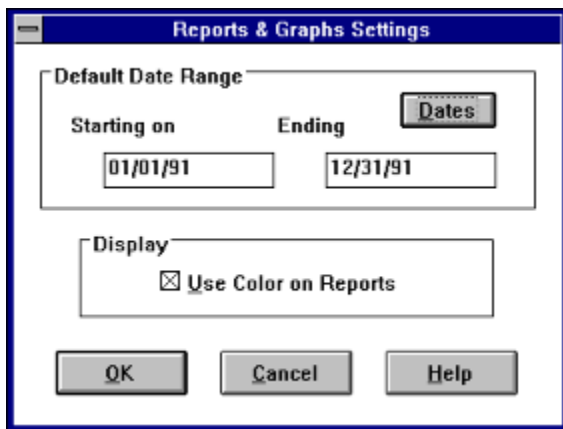 Reports & Graphs Settings
Default Date Range
Dates
Starting on Ending
01/01/91 12/31/91
Display
Use Color on Reports
OK Cancel Help